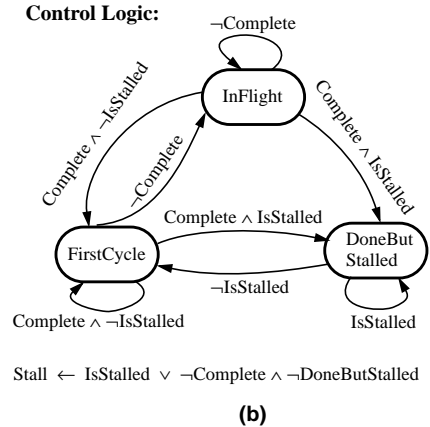 Control Logic:
¬Complete
InFlight
Complete ∧ ¬IsStalled
¬Complete
Complete ∧ IsStalled
Complete ∧ IsStalled
FirstCycle
DoneBut
Stalled
¬IsStalled
Complete ∧ ¬IsStalled
IsStalled
Stall ← IsStalled ∨ ¬Complete ∧ ¬DoneButStalled
(b)